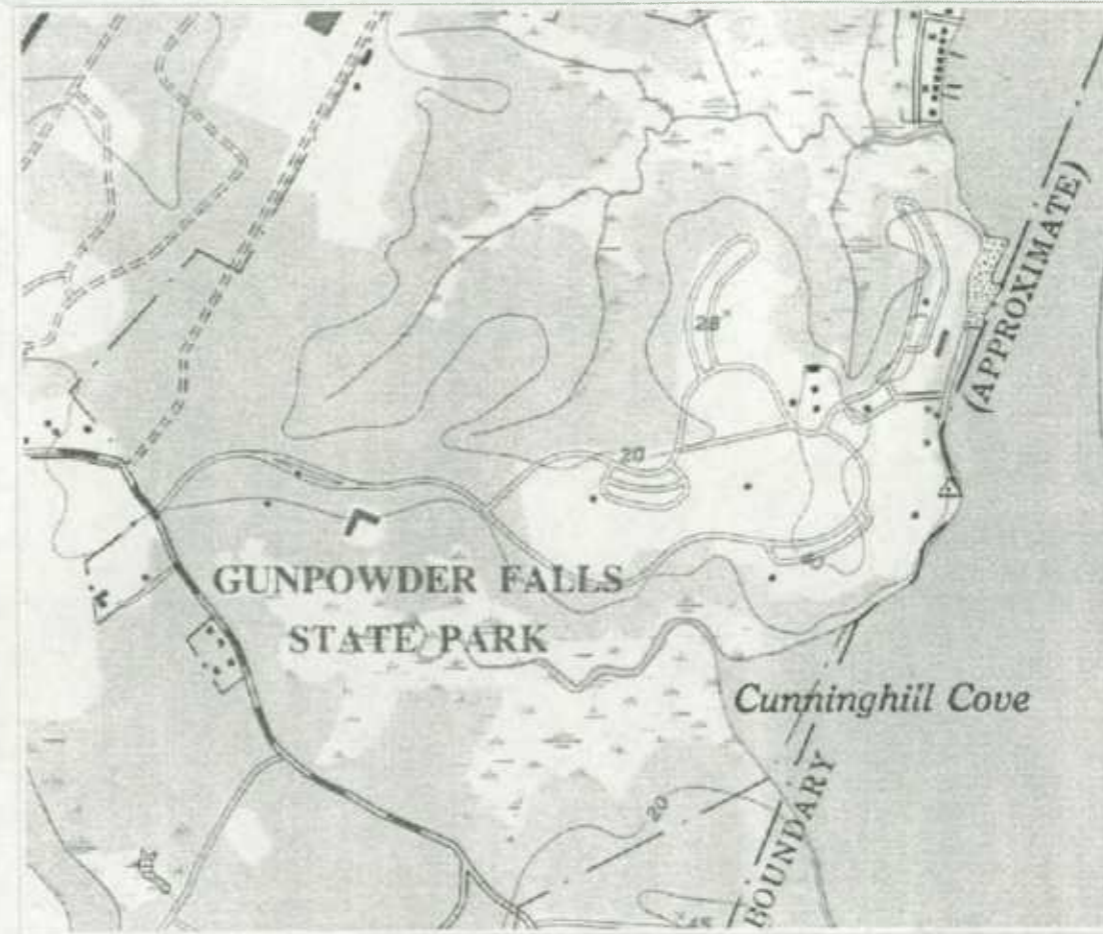 (APPROXIMATE)
28
20
GUNPOWDER FALLS
STATE PARK
Cunninghill Cove
BOUNDARY
20